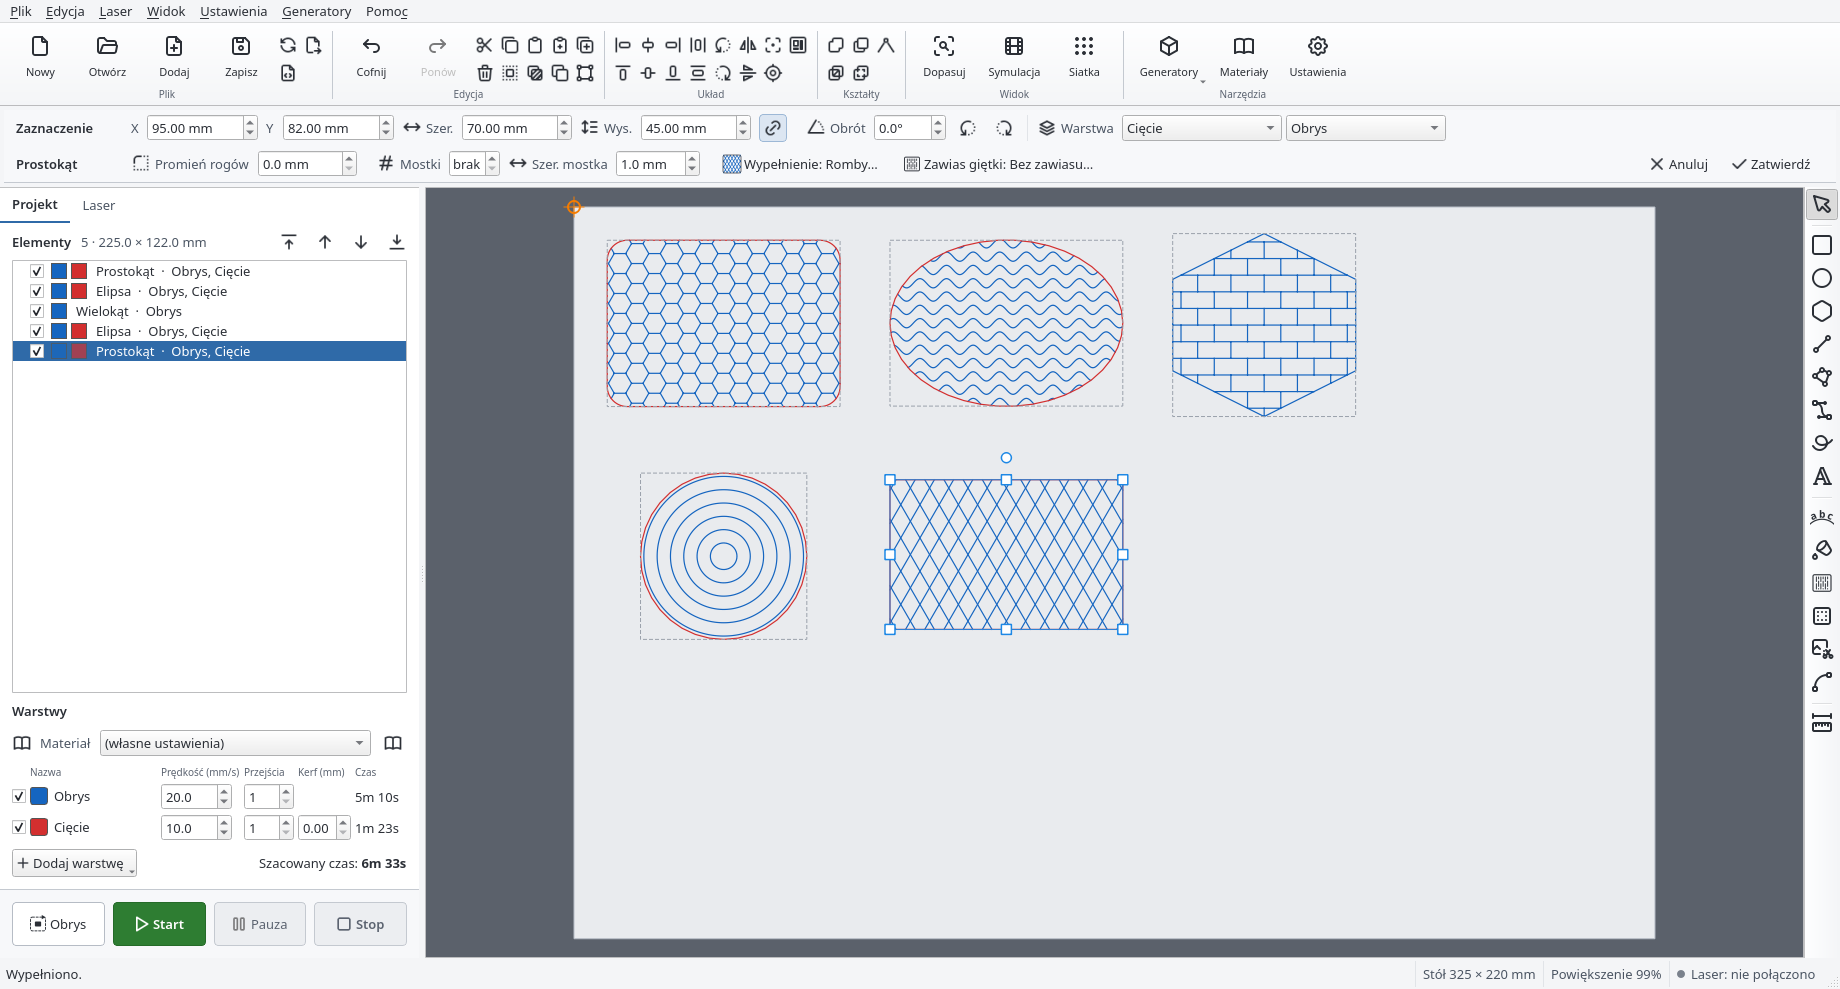 Plik Edycja Laser Widok Ustawienia Generatory Pomoc
Nowy Otwórz Dodaj Zapisz Cofnij Ponów Dopasuj Symulacja Siatka Generatory Materiały Ustawienia
Plik Edycja Układ Kształty Widok Narzędzia
Zaznaczenie X 95.00 mm Y 82.00 mm Szer. 70.00 mm Wys. 45.00 mm Obrót 0.0° Warstwa Cięcie Obrys
Prostokąt Promień rogów 0.0 mm Mostki brak Szer. mostka 1.0 mm Wypełnienie: Romby... Zawias giętki: Bez zawiasu... Anuluj Zatwierdź
Projekt Laser
Elementy 5 · 225.0 × 122.0 mm
Prostokąt · Obrys, Cięcie
Elipsa · Obrys, Cięcie
Wielokąt · Obrys
Elipsa · Obrys, Cięcie
Prostokąt · Obrys, Cięcie
Warstwy
Materiał (własne ustawienia)
Nazwa Prędkość (mm/s) Przejścia Kerf (mm) Czas
Obrys 20.0 1 5m 10s
Cięcie 10.0 1 0.00 1m 23s
Dodaj warstwę Szacowany czas: 6m 33s
Obrys Start Pauza Stop
A
abc
Wypełniono. Stół 325 × 220 mm Powiększenie 99% Laser: nie połączono